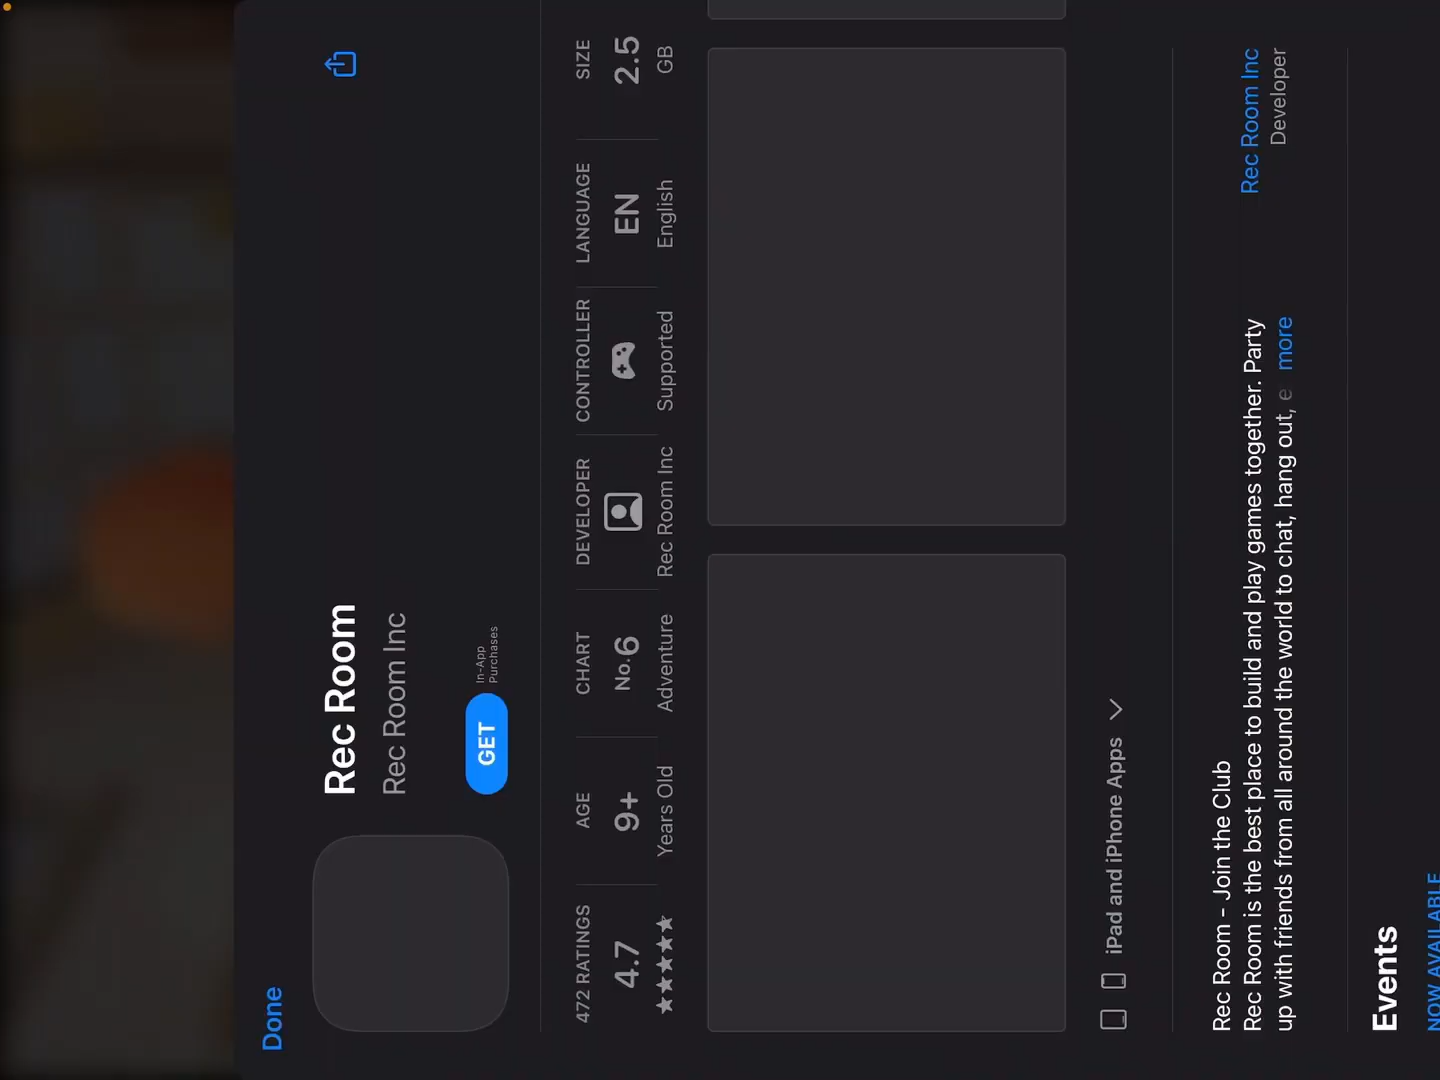 Done
Rec Room
Rec Room Inc
GET
In-App
Purchases
472 RATINGS
4.7
AGE
9+
Years Old
CHART
No.6
Adventure
DEVELOPER
Rec Room Inc
CONTROLLER
Supported
LANGUAGE
EN
English
SIZE
2.5
GB
iPad and iPhone Apps
Rec Room - Join the Club
Rec Room is the best place to build and play games together. Party
up with friends from all around the world to chat, hang out, e more
Rec Room Inc
Developer
Events
NOW AVAILABLE